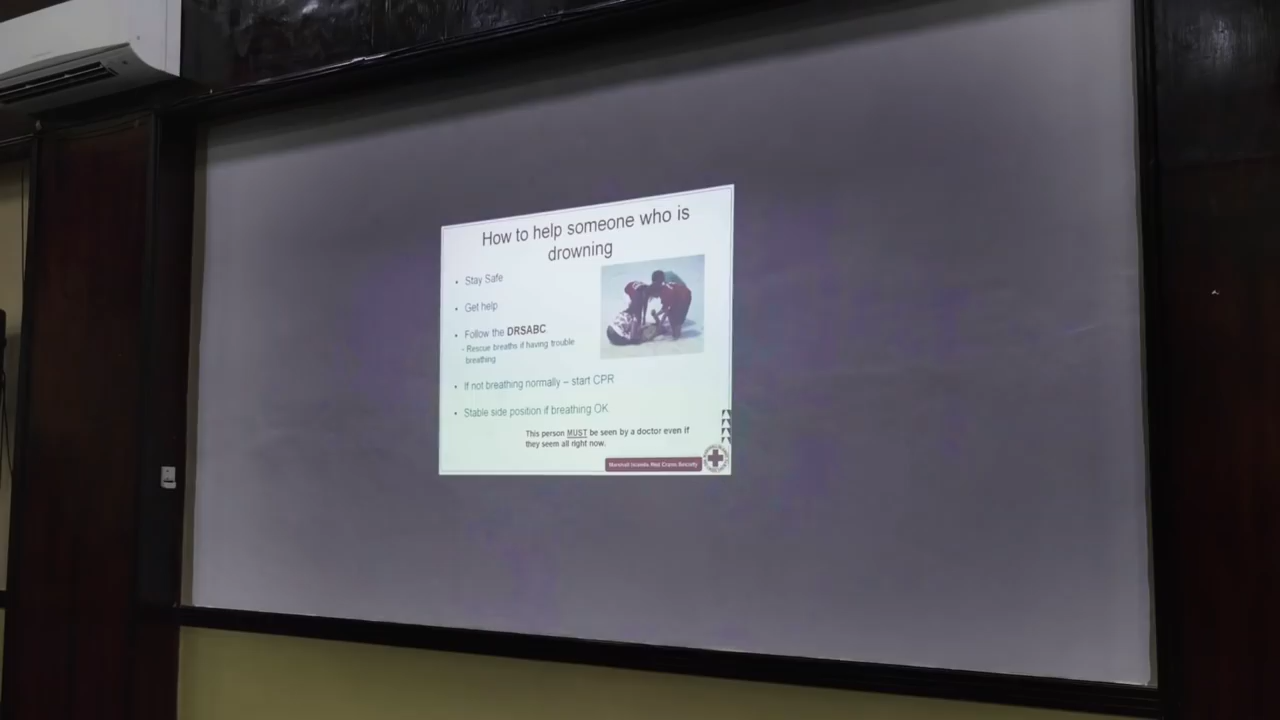 How to help someone who is
drowning
• Stay Safe
• Get help
• Follow the DRSABC
- Rescue breaths if having trouble
breathing
• If not breathing normally – start CPR
• Stable side position if breathing OK
This person MUST be seen by a doctor even if
they seem all right now.
Marshall Islands Red Cross Society